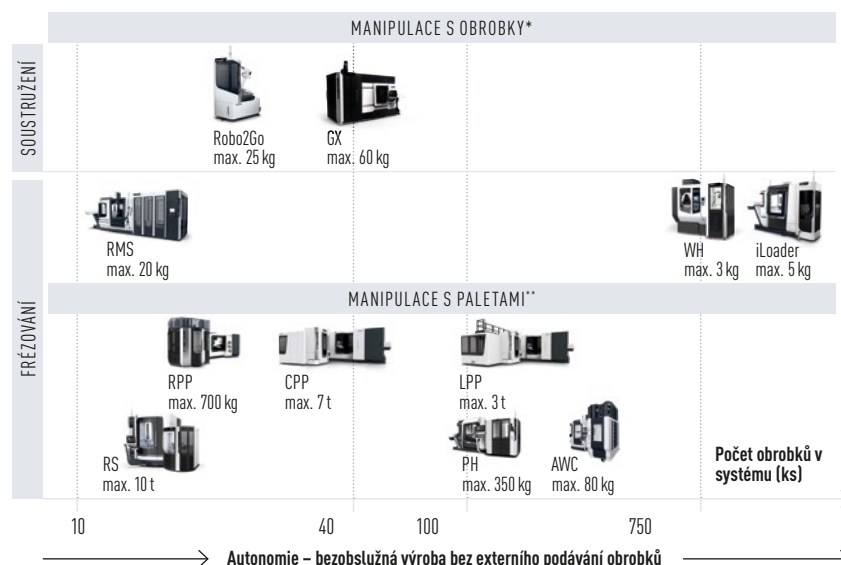 MANIPULACE S OBROBKY*
SOUSTRUŽENÍ
Robo2Go
max. 25 kg
GX
max. 60 kg
FRÉZOVÁNÍ
RMS
max. 20 kg
WH
max. 3 kg
iLoader
max. 5 kg
MANIPULACE S PALETAMI**
RPP
max. 700 kg
CPP
max. 7 t
LPP
max. 3 t
RS
max. 10 t
PH
max. 350 kg
AWC
max. 80 kg
Počet obrobků v
systému (ks)
10 40 100 750
Autonomie – bezobslužná výroba bez externího podávání obrobků